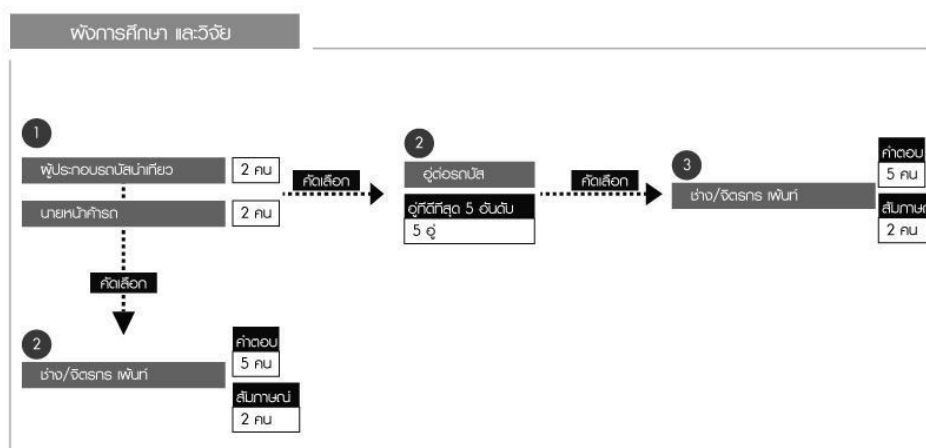 ผังการศึกษา และวิจัย
1
ผู้ประกอบรถบัสนำเที่ยว
2 คน
นายหน้าค้ารถ
2 คน
คัดเลือก
2
อู่ต่อรถบัส
อู่ที่ดีที่สุด 5 อันดับ
5 อู่
คัดเลือก
3
ช่าง/จิตรกร เพ้นท์
คำตอบ
5 คน
สัมภาษณ์
2 คน
คัดเลือก
2
ช่าง/จิตรกร เพ้นท์
คำตอบ
5 คน
สัมภาษณ์
2 คน